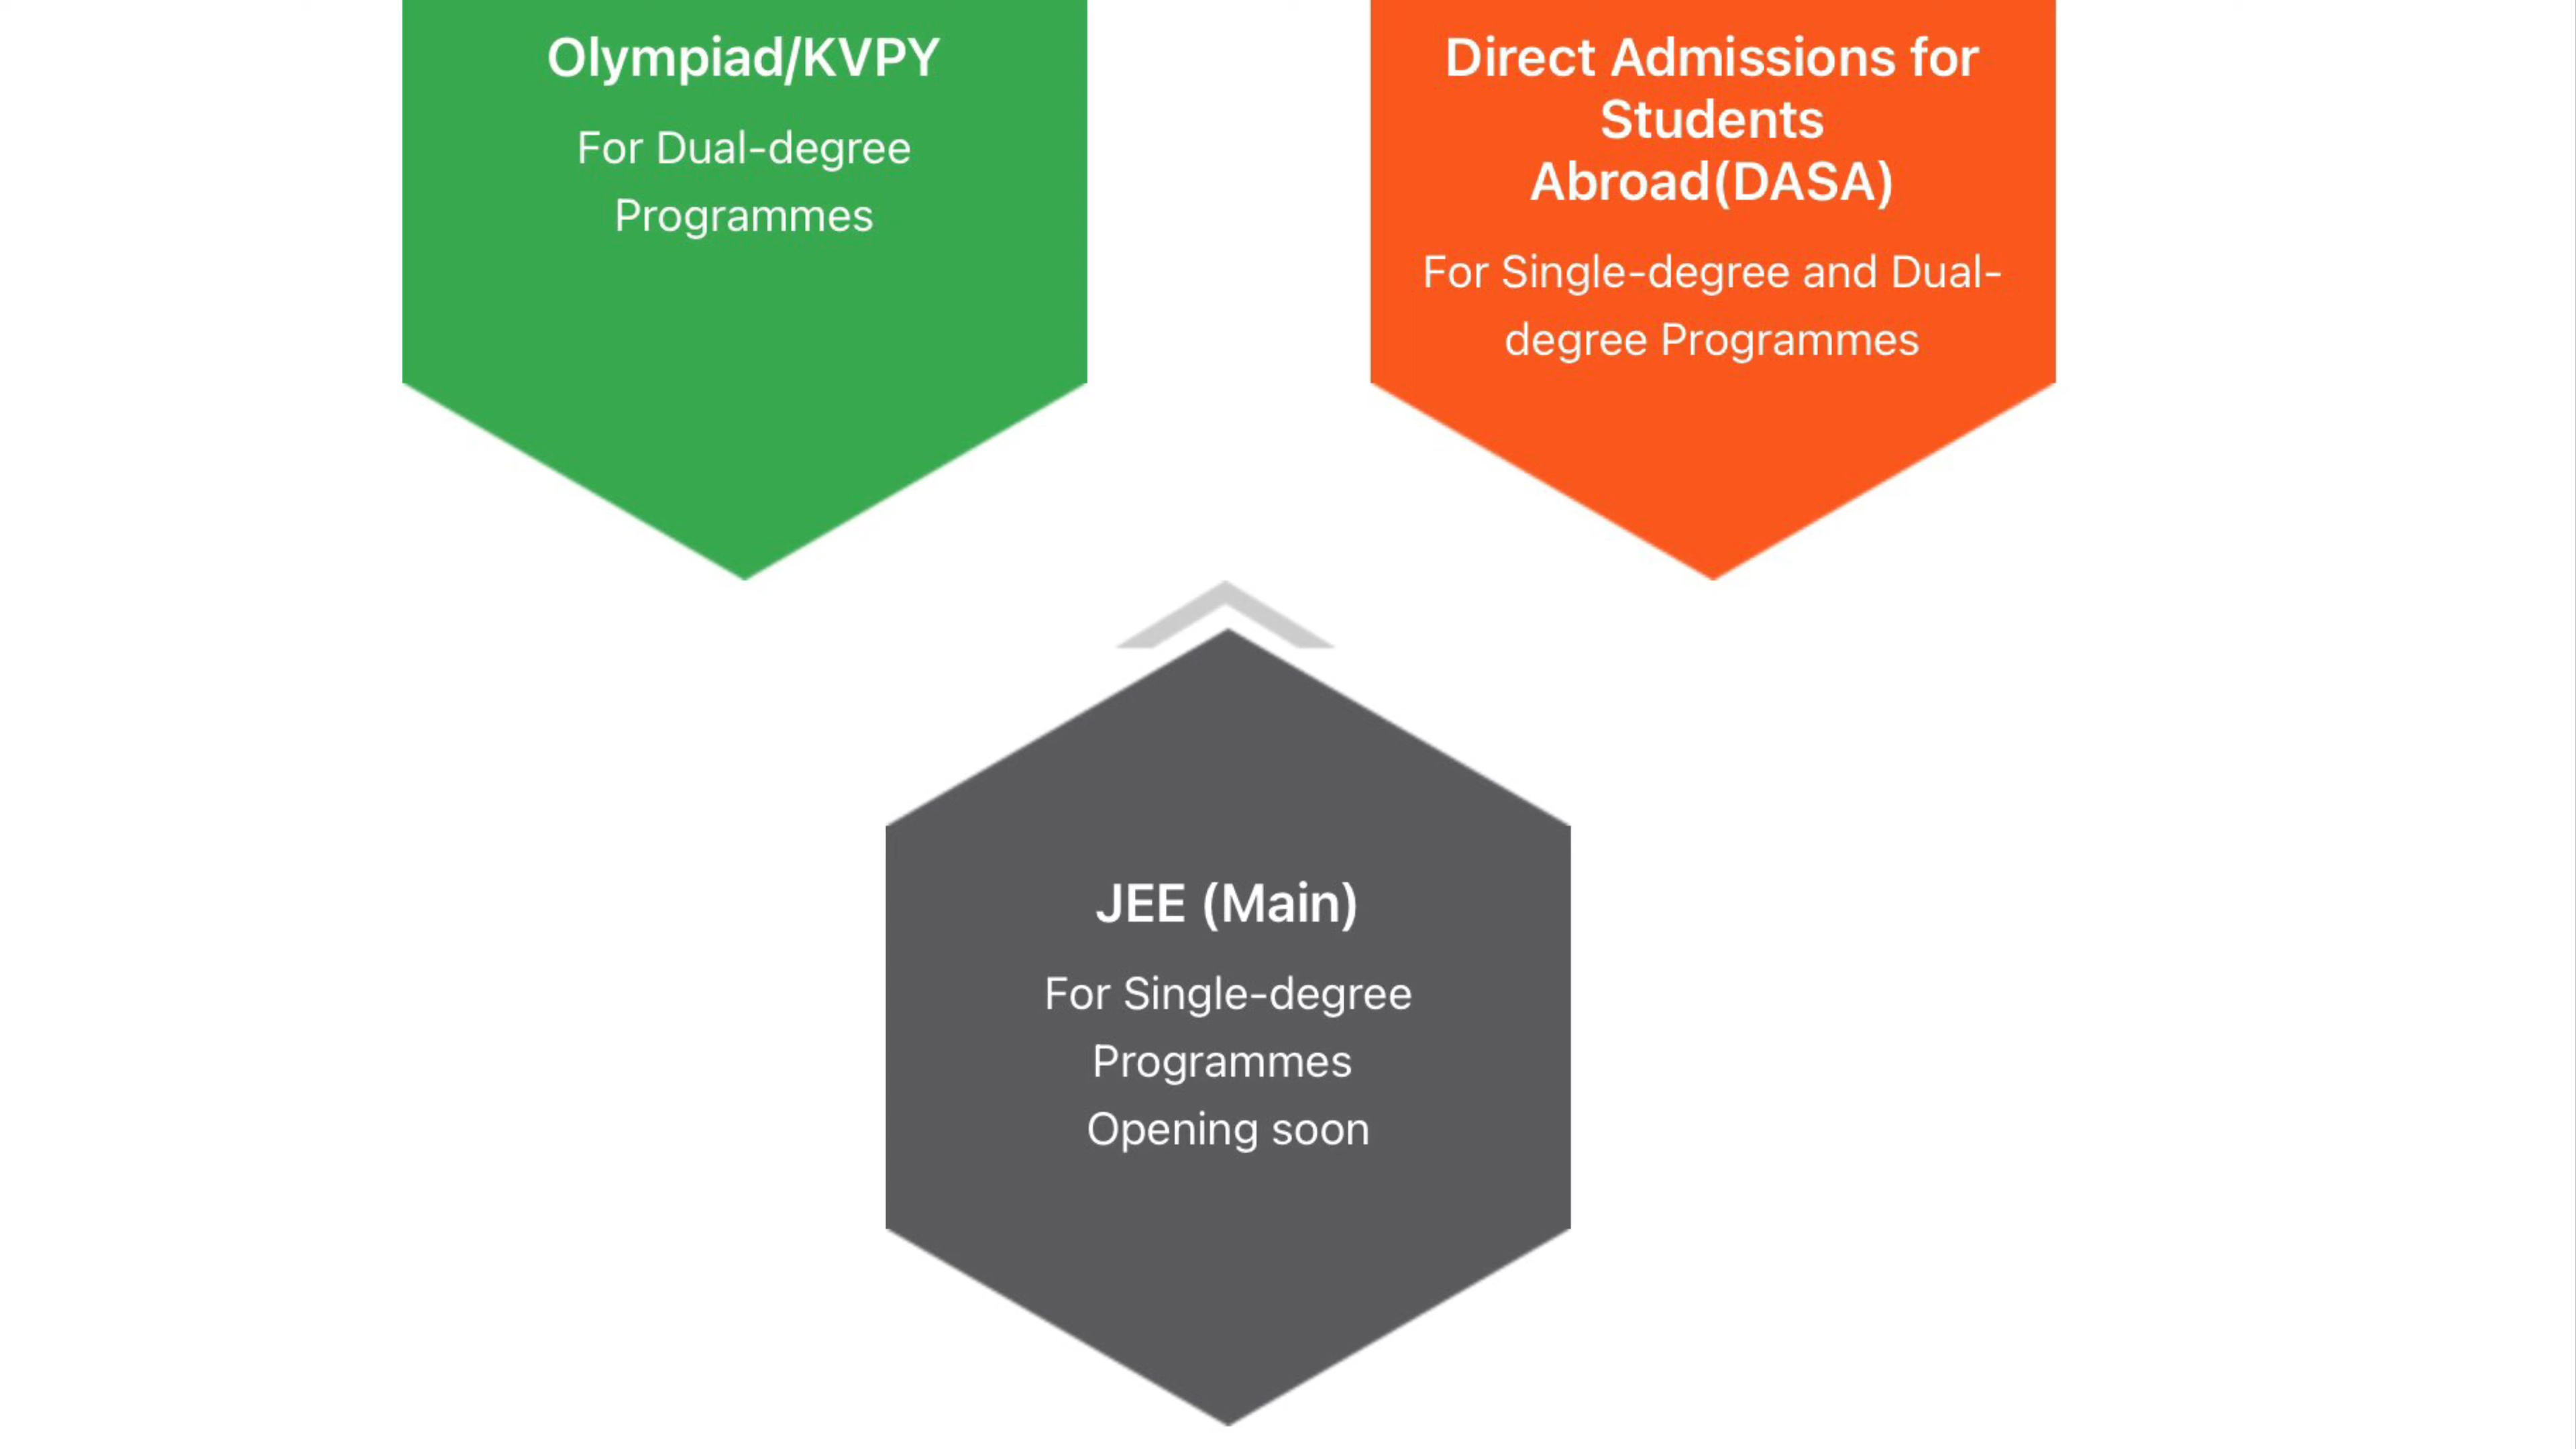 Olympiad/KVPY
For Dual-degree
Programmes
Direct Admissions for
Students
Abroad(DASA)
For Single-degree and Dual-
degree Programmes
JEE (Main)
For Single-degree
Programmes
Opening soon